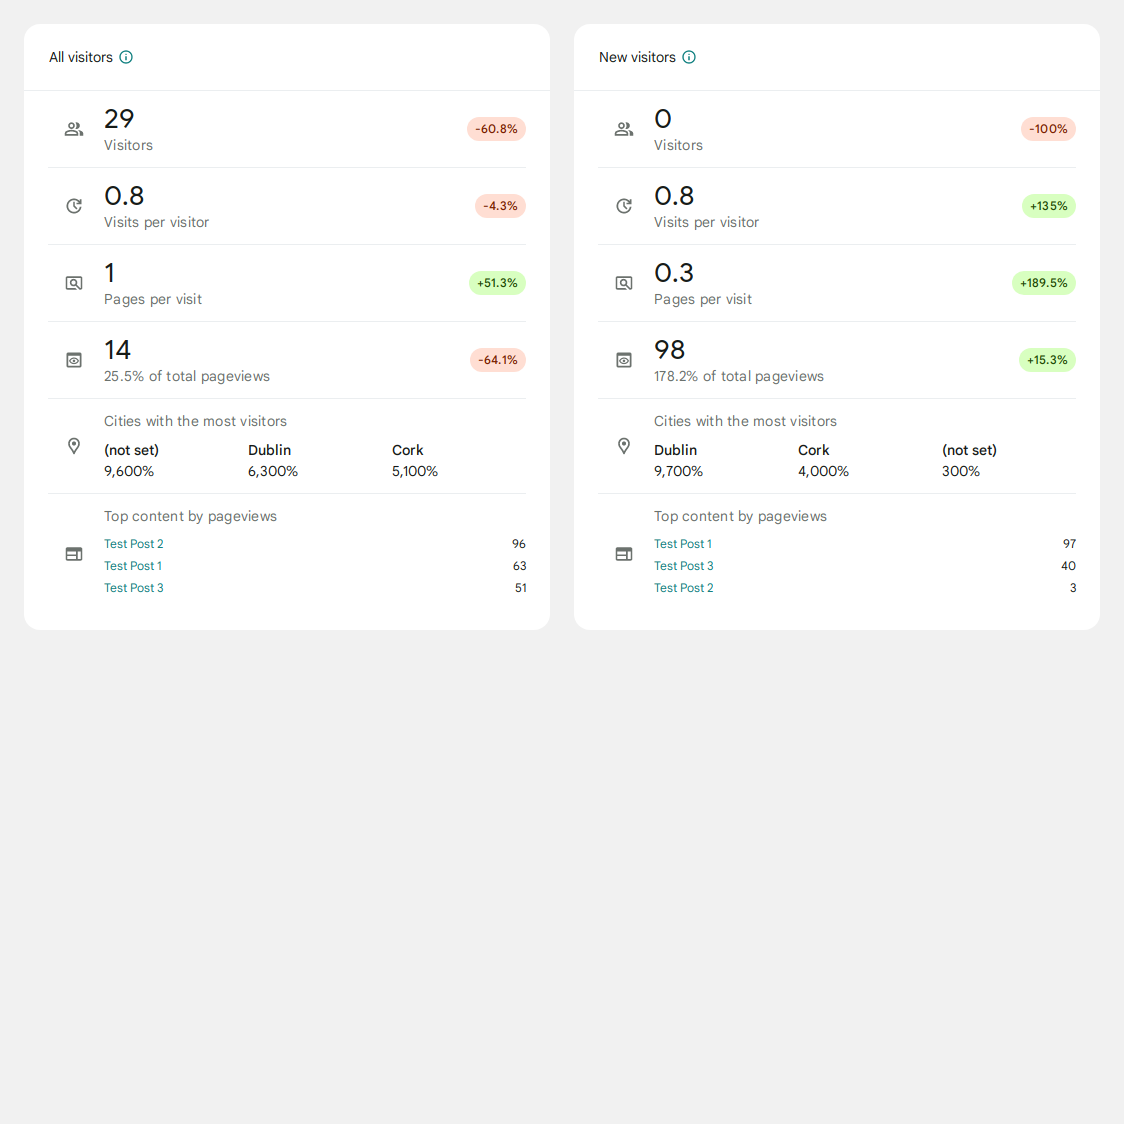 All visitors
29
Visitors
-60.8%
0.8
Visits per visitor
-4.3%
1
Pages per visit
+51.3%
14
25.5% of total pageviews
-64.1%
Cities with the most visitors
(not set) Dublin Cork
9,600% 6,300% 5,100%
Top content by pageviews
Test Post 2 96
Test Post 1 63
Test Post 3 51
New visitors
0
Visitors
-100%
0.8
Visits per visitor
+135%
0.3
Pages per visit
+189.5%
98
178.2% of total pageviews
+15.3%
Cities with the most visitors
Dublin Cork (not set)
9,700% 4,000% 300%
Top content by pageviews
Test Post 1 97
Test Post 3 40
Test Post 2 3